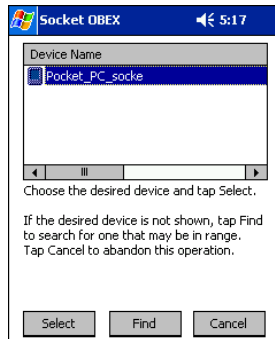 Socket OBEX 5:17
Device Name
Pocket_PC_socke
Choose the desired device and tap Select.
If the desired device is not shown, tap Find
to search for one that may be in range.
Tap Cancel to abandon this operation.
Select Find Cancel